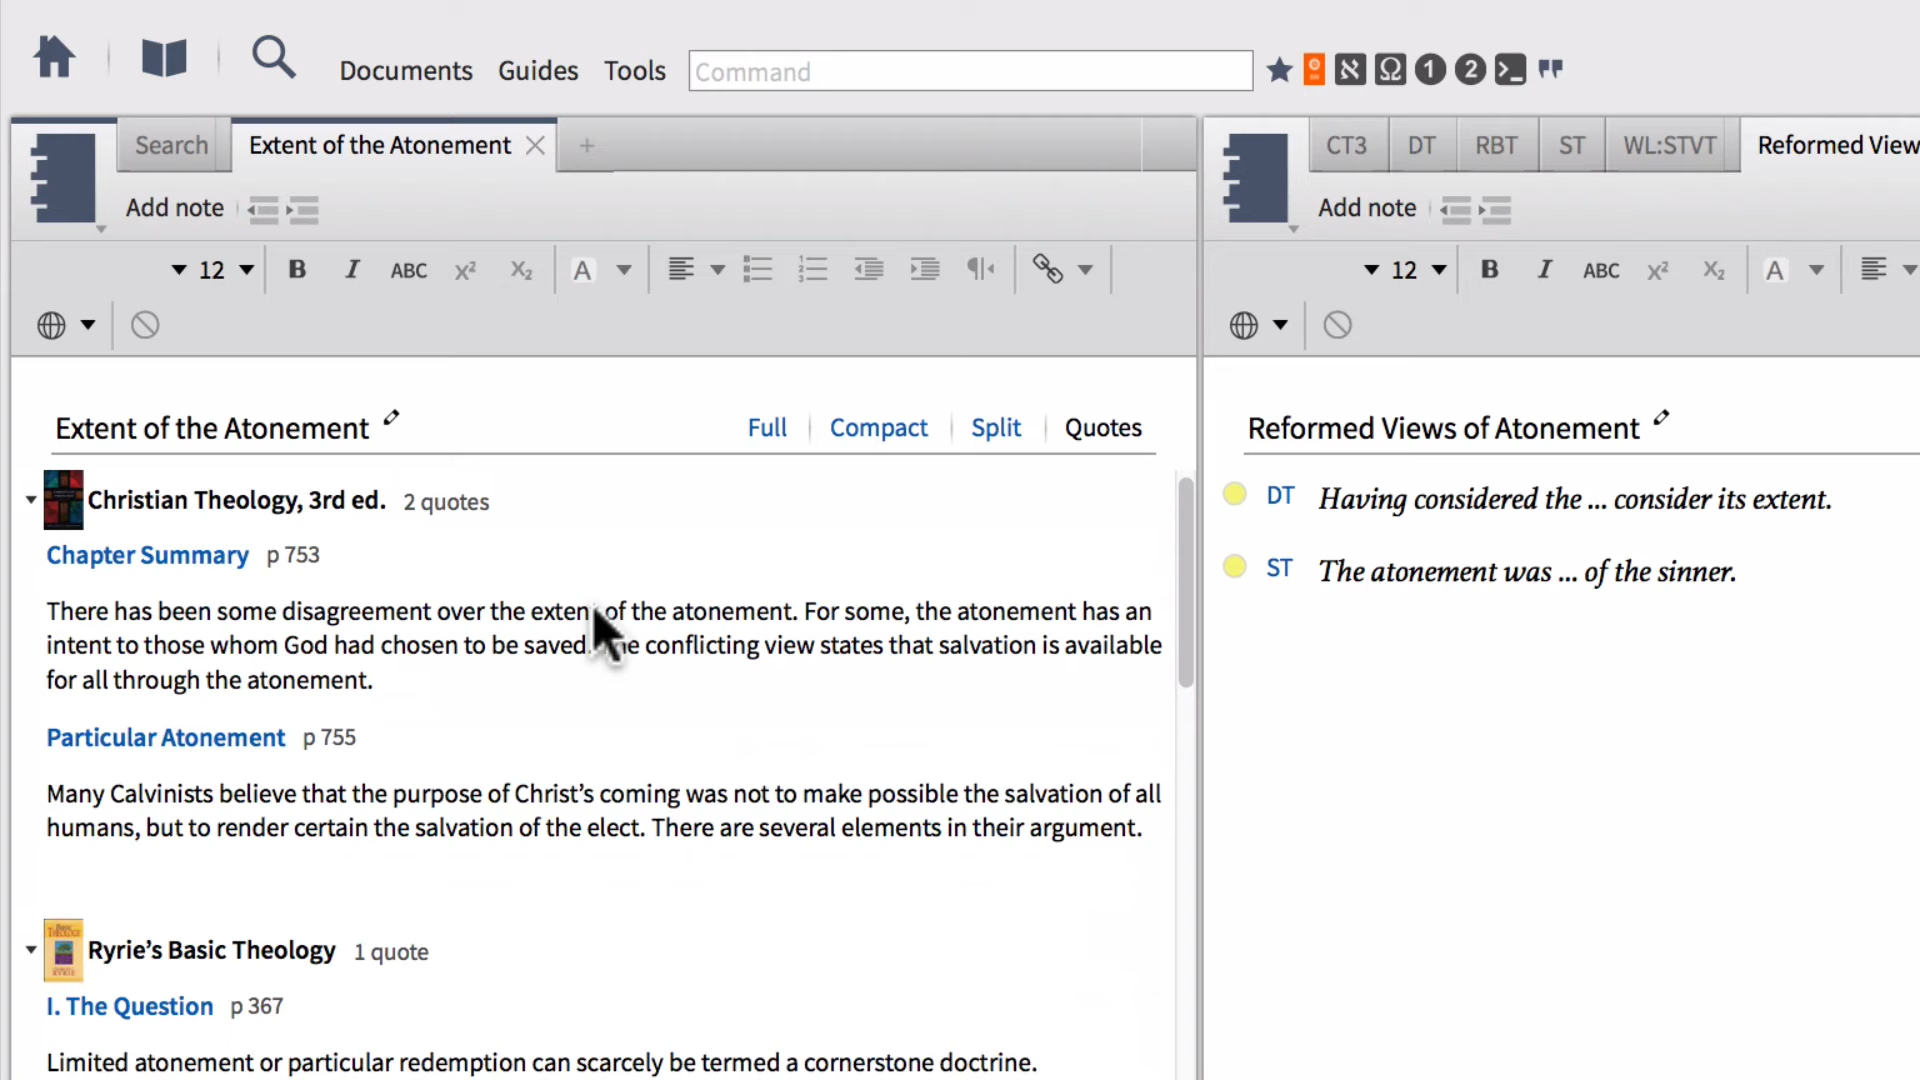 Documents Guides Tools Command
Search Extent of the Atonement
Add note
12 B I ABC X² X₂ A
Extent of the Atonement Full Compact Split Quotes
Christian Theology, 3rd ed. 2 quotes
Chapter Summary p 753
There has been some disagreement over the extent of the atonement. For some, the atonement has an
intent to those whom God had chosen to be saved. The conflicting view states that salvation is available
for all through the atonement.
Particular Atonement p 755
Many Calvinists believe that the purpose of Christ’s coming was not to make possible the salvation of all
humans, but to render certain the salvation of the elect. There are several elements in their argument.
Ryrie’s Basic Theology 1 quote
I. The Question p 367
Limited atonement or particular redemption can scarcely be termed a cornerstone doctrine.
CT3 DT RBT ST WL:STVT Reformed View
Add note
12 B I ABC X² X₂ A
Reformed Views of Atonement
DT Having considered the ... consider its extent.
ST The atonement was ... of the sinner.